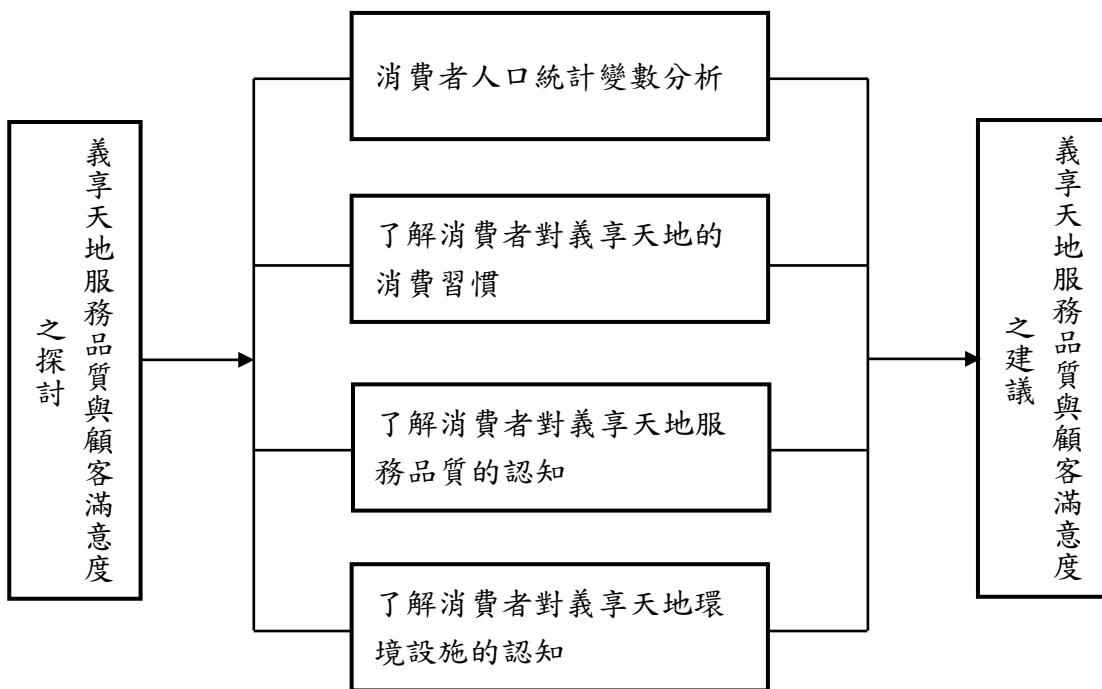 義享天地服務品質與顧客滿意度
之探討
消費者人口統計變數分析
了解消費者對義享天地的
消費習慣
了解消費者對義享天地服
務品質的認知
了解消費者對義享天地環
境設施的認知
義享天地服務品質與顧客滿意度
之建議